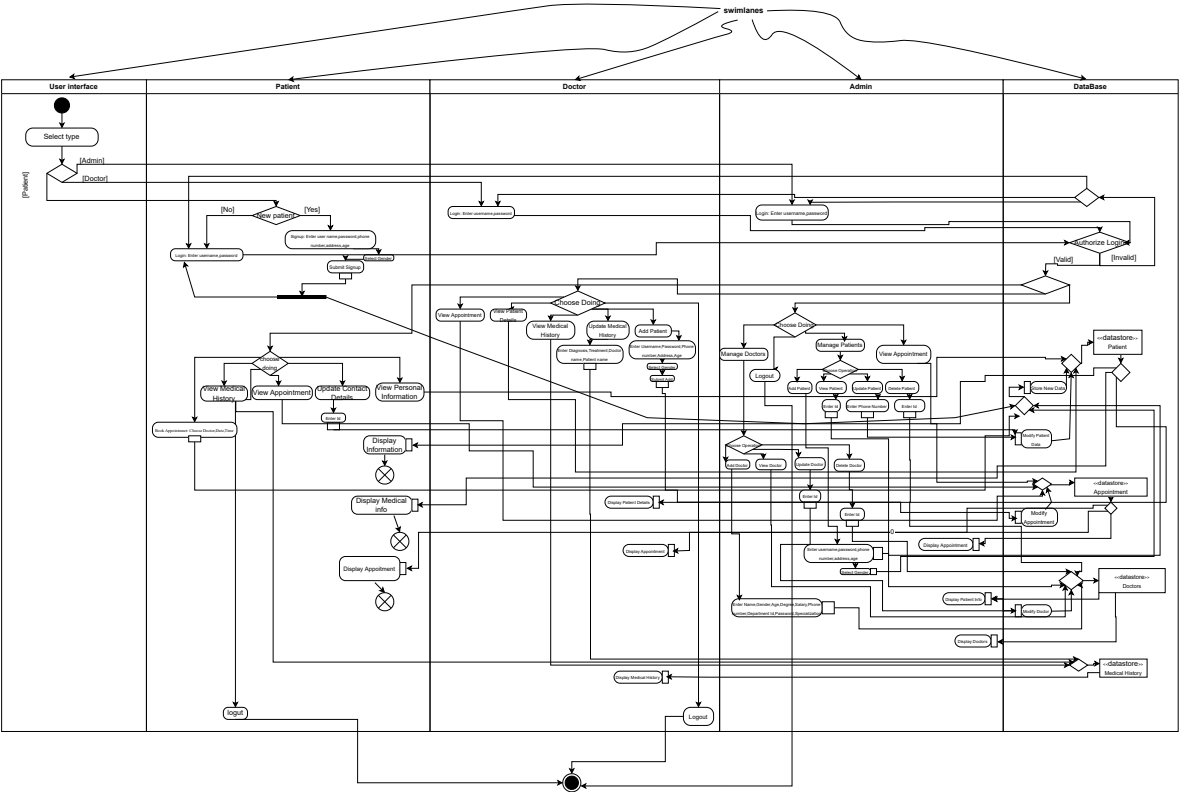 swimlanes
User interface
Patient
Doctor
Admin
DataBase
Select type
[Admin]
[Doctor]
[Patient]
[No]
New patient
[Yes]
Signup: Enter user name,password,phone
number,address,age
Select Gender
Submit Signup
Login: Enter username,password
Login: Enter username,password
Login: Enter username,password
Authorize Login
[Valid]
[Invalid]
choose
doing
View Medical
History
View Appointment
Update Contact
Details
View Personal
Information
Enter Id
Book Appointment: Choose Doctor,Date,Time
Display
Information
Display Medical
info
Display Appoitment
logut
Choose Doing
View Appointment
View Patient
Details
View Medical
History
Update Medical
History
Add Patient
Enter Diagnosis,Treatment,Doctor
name,Patient name
Enter Username,Password,Phone
number,Address,Age
Select Gender
Submit Add
Display Patient Details
Display Appointment
Display Medical History
Logout
Choose Doing
Manage Doctors
Manage Patients
View Appointment
Logout
Choose Operation
Add Patient
View Patient
Update Patient
Delete Patient
Enter Id
Enter Phone Number
Enter Id
Choose Operation
Add Doctor
View Doctor
Update Doctor
Delete Doctor
Enter Id
Enter Id
Enter username,password,phone
number,address,age
Select Gender
Enter Name,Gender,Age,Degree,Salary,Phone
number,Department Id,Password,Specialization
Display Appointment
Display Patient Info
Display Doctors
<<datastore>>
Patient
Store New Data
Modify Patient
Data
<<datastore>>
Appointment
Modify
Appointment
<<datastore>>
Doctors
Modify Doctor
<<datastore>>
Medical History